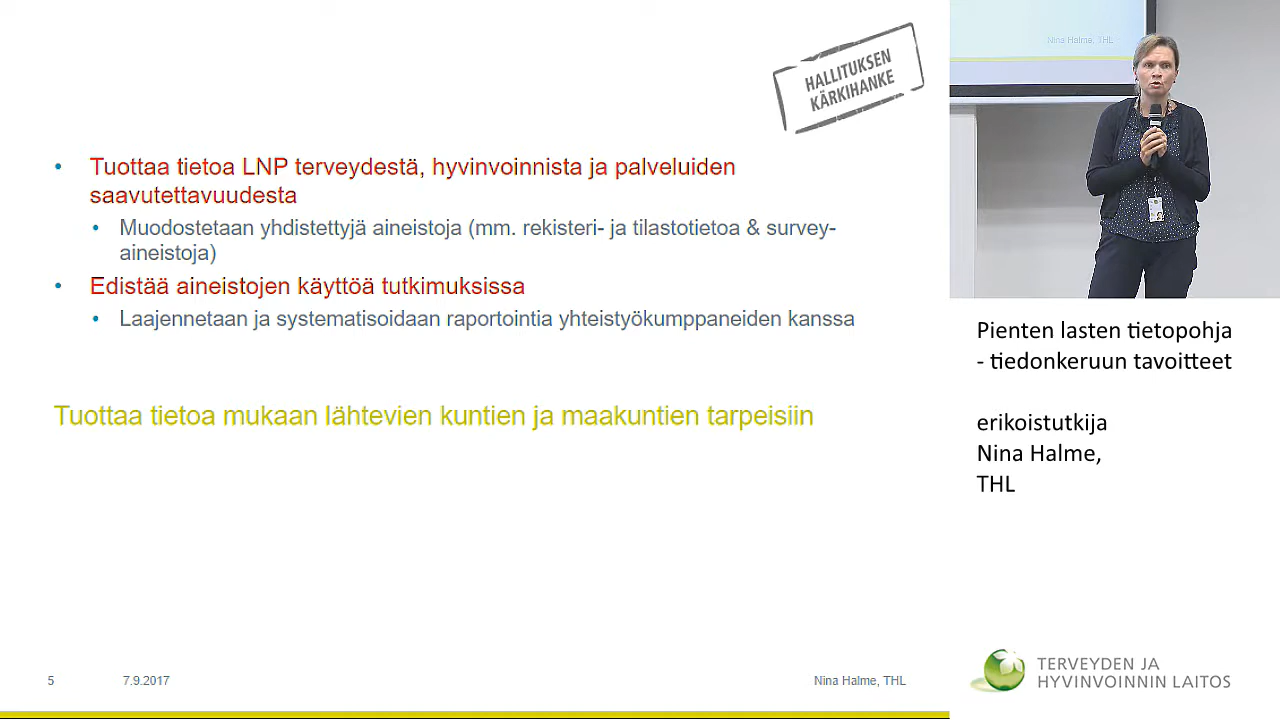 HALLITUKSEN
KÄRKIHANKE
• Tuottaa tietoa LNP terveydestä, hyvinvoinnista ja palveluiden
saavutettavuudesta
• Muodostetaan yhdistettyjä aineistoja (mm. rekisteri- ja tilastotietoa & survey-
aineistoja)
• Edistää aineistojen käyttöä tutkimuksissa
• Laajennetaan ja systematisoidaan raportointia yhteistyökumppaneiden kanssa
Tuottaa tietoa mukaan lähtevien kuntien ja maakuntien tarpeisiin
5 7.9.2017 Nina Halme, THL
Nina Halme, THL
Pienten lasten tietopohja
- tiedonkeruun tavoitteet
erikoistutkija
Nina Halme,
THL
TERVEYDEN JA
HYVINVOINNIN LAITOS